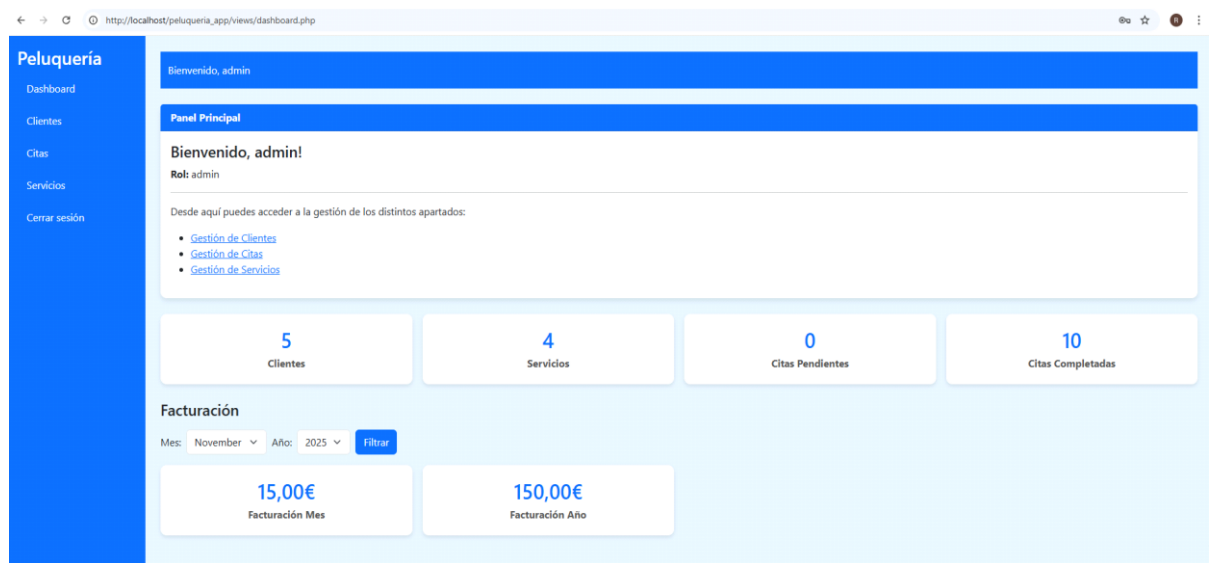 http://localhost/peluqueria_app/views/dashboard.php
Peluquería
Dashboard
Clientes
Citas
Servicios
Cerrar sesión
Bienvenido, admin
Panel Principal
Bienvenido, admin!
Rol: admin
Desde aquí puedes acceder a la gestión de los distintos apartados:
Gestión de Clientes
Gestión de Citas
Gestión de Servicios
5
Clientes
4
Servicios
0
Citas Pendientes
10
Citas Completadas
Facturación
Mes: November Año: 2025 Filtrar
15,00€
Facturación Mes
150,00€
Facturación Año